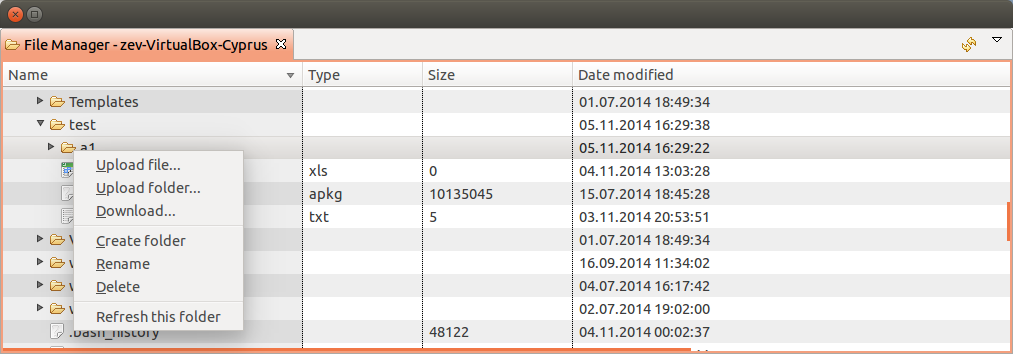 File Manager - zev-VirtualBox-Cyprus
Name Type Size Date modified
Templates 01.07.2014 18:49:34
test 05.11.2014 16:29:38
a1 05.11.2014 16:29:22
Upload file...
xls 0 04.11.2014 13:03:28
Upload folder...
apkg 10135045 15.07.2014 18:45:28
Download...
txt 5 03.11.2014 20:53:51
Create folder
01.07.2014 18:49:34
Rename
16.09.2014 11:34:02
Delete
04.07.2014 16:17:42
Refresh this folder
02.07.2014 19:02:00
.bash_history 48122 04.11.2014 00:02:37